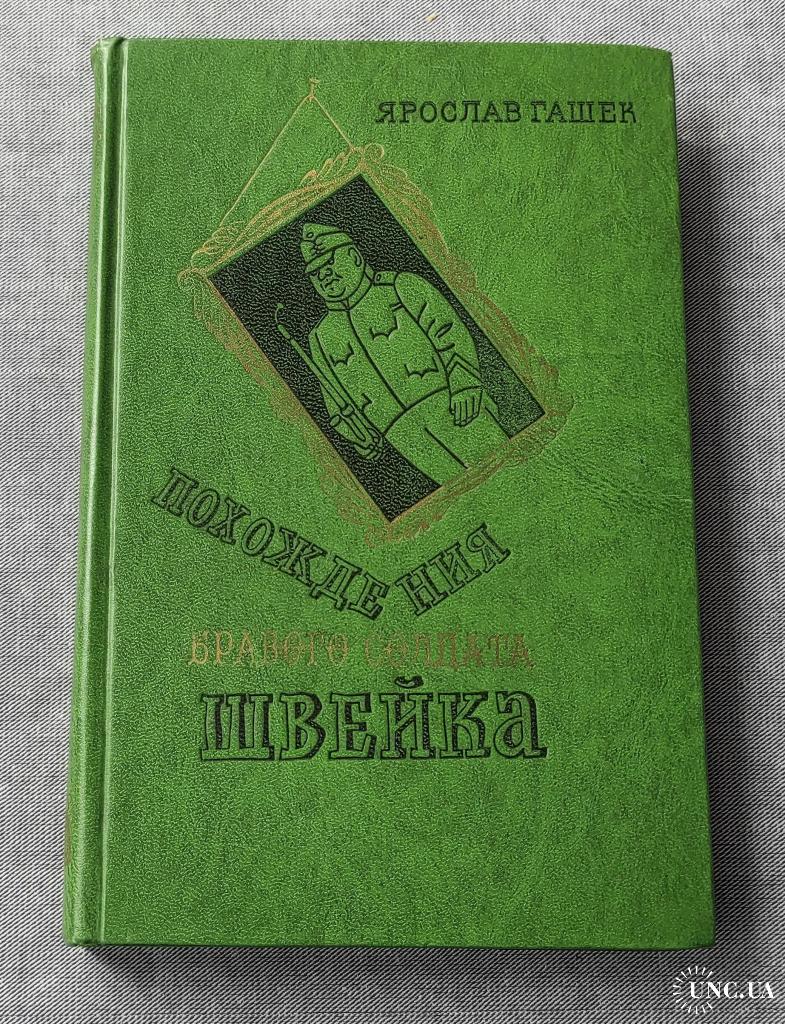 ЯРОСЛАВ ГАШЕК
ПОХОЖДЕНИЯ
БРАВОГО СОЛДАТА
ШВЕЙКА
UNC.UA